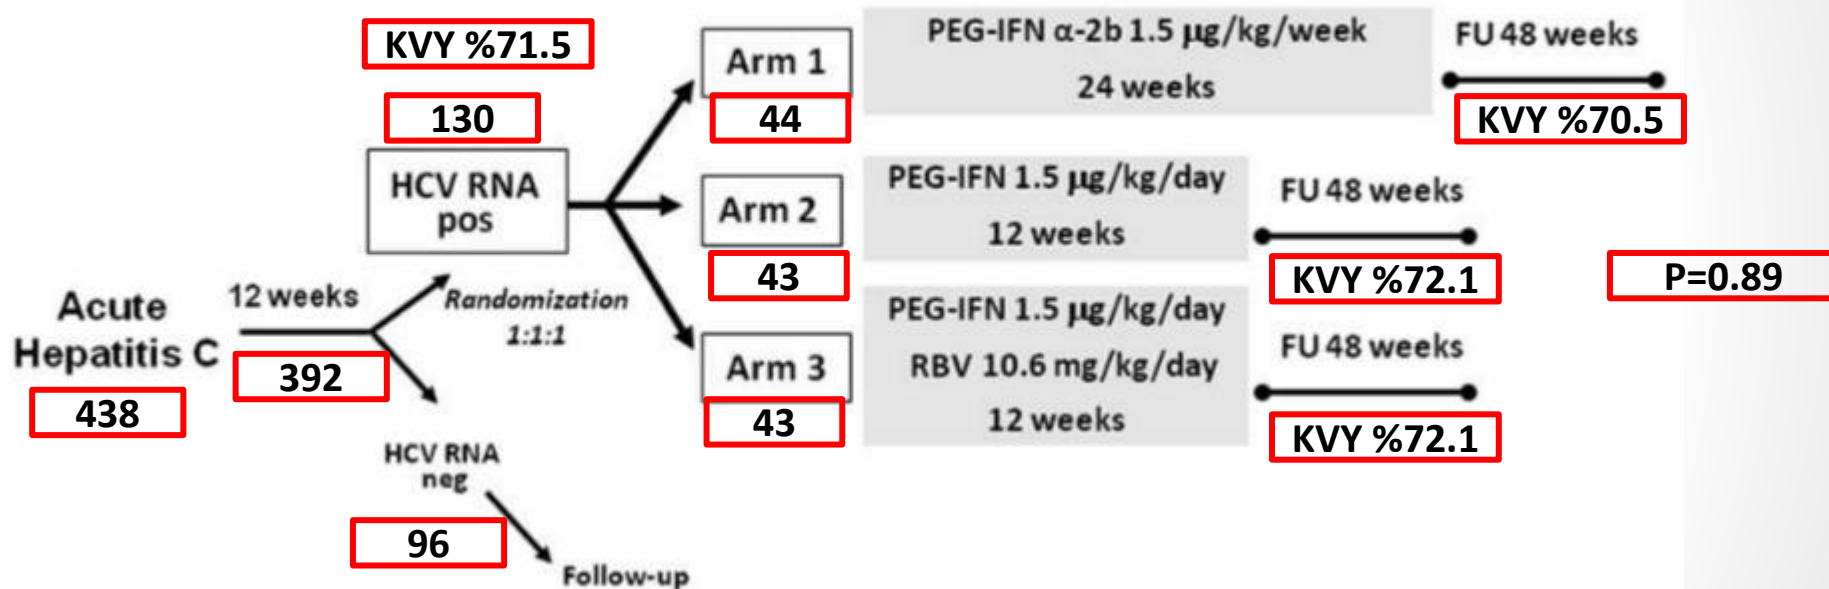 KVY %71.5
130
HCV RNA
pos
Acute
Hepatitis C
438
12 weeks
392
Randomization
1:1:1
HCV RNA
neg
96
Follow-up
Arm 1
44
PEG-IFN α-2b 1.5 µg/kg/week
24 weeks
FU 48 weeks
KVY %70.5
Arm 2
43
PEG-IFN 1.5 µg/kg/day
12 weeks
FU 48 weeks
KVY %72.1
Arm 3
43
PEG-IFN 1.5 µg/kg/day
RBV 10.6 mg/kg/day
12 weeks
FU 48 weeks
KVY %72.1
P=0.89